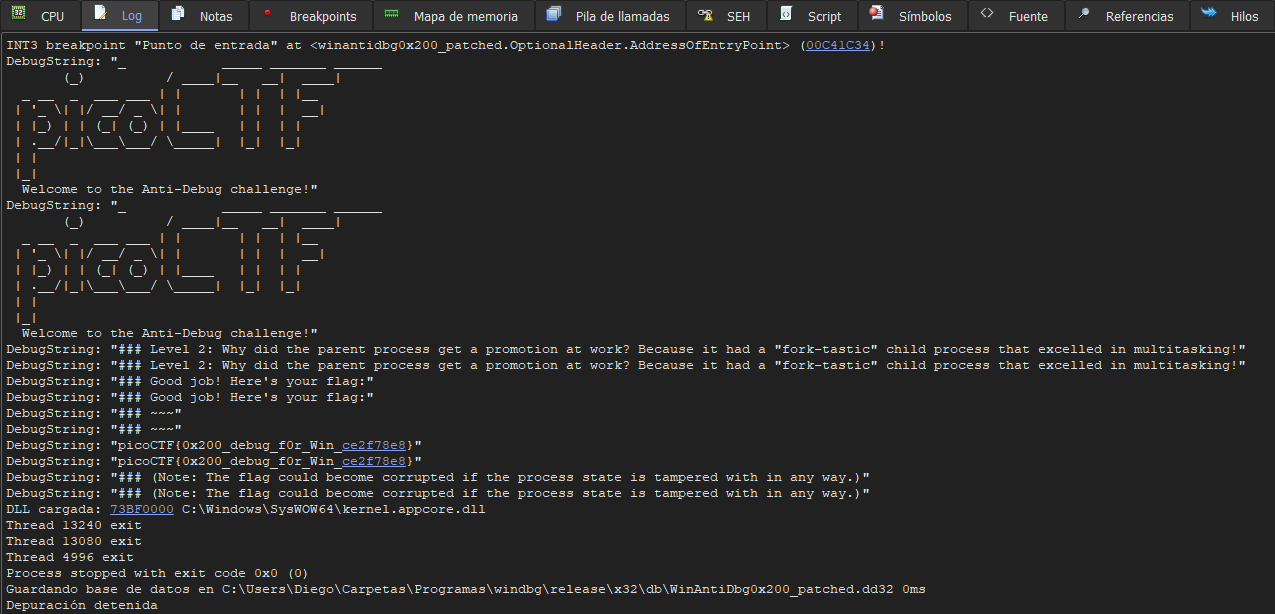 CPU Log Notas Breakpoints Mapa de memoria Pila de llamadas SEH Script Símbolos Fuente Referencias Hilos
INT3 breakpoint "Punto de entrada" at <winantidbg0x200_patched.OptionalHeader.AddressOfEntryPoint> (00C41C34)!
DebugString: "_            _____ _______ ______
       (_)          / ____|__   __|  ____|
  _ __  _  ___ ___ | |       | |  | |__
 | '_ \| |/ __/ _ \| |       | |  |  __|
 | |_) | | (_| (_) | |____   | |  | |
 | .__/|_|\___\___/ \_____|  |_|  |_|
 | |
 |_|
  Welcome to the Anti-Debug challenge!"
DebugString: "_            _____ _______ ______
       (_)          / ____|__   __|  ____|
  _ __  _  ___ ___ | |       | |  | |__
 | '_ \| |/ __/ _ \| |       | |  |  __|
 | |_) | | (_| (_) | |____   | |  | |
 | .__/|_|\___\___/ \_____|  |_|  |_|
 | |
 |_|
  Welcome to the Anti-Debug challenge!"
DebugString: "### Level 2: Why did the parent process get a promotion at work? Because it had a "fork-tastic" child process that excelled in multitasking!"
DebugString: "### Level 2: Why did the parent process get a promotion at work? Because it had a "fork-tastic" child process that excelled in multitasking!"
DebugString: "### Good job! Here's your flag:"
DebugString: "### Good job! Here's your flag:"
DebugString: "### ~~~"
DebugString: "### ~~~"
DebugString: "picoCTF{0x200_debug_f0r_Win_ce2f78e8}"
DebugString: "picoCTF{0x200_debug_f0r_Win_ce2f78e8}"
DebugString: "### (Note: The flag could become corrupted if the process state is tampered with in any way.)"
DebugString: "### (Note: The flag could become corrupted if the process state is tampered with in any way.)"
DLL cargada: 73BF0000 C:\Windows\SysWOW64\kernel.appcore.dll
Thread 13240 exit
Thread 13080 exit
Thread 4996 exit
Process stopped with exit code 0x0 (0)
Guardando base de datos en C:\Users\Diego\Carpetas\Programas\windbg\release\x32\db\WinAntiDbg0x200_patched.dd32 0ms
Depuración detenida